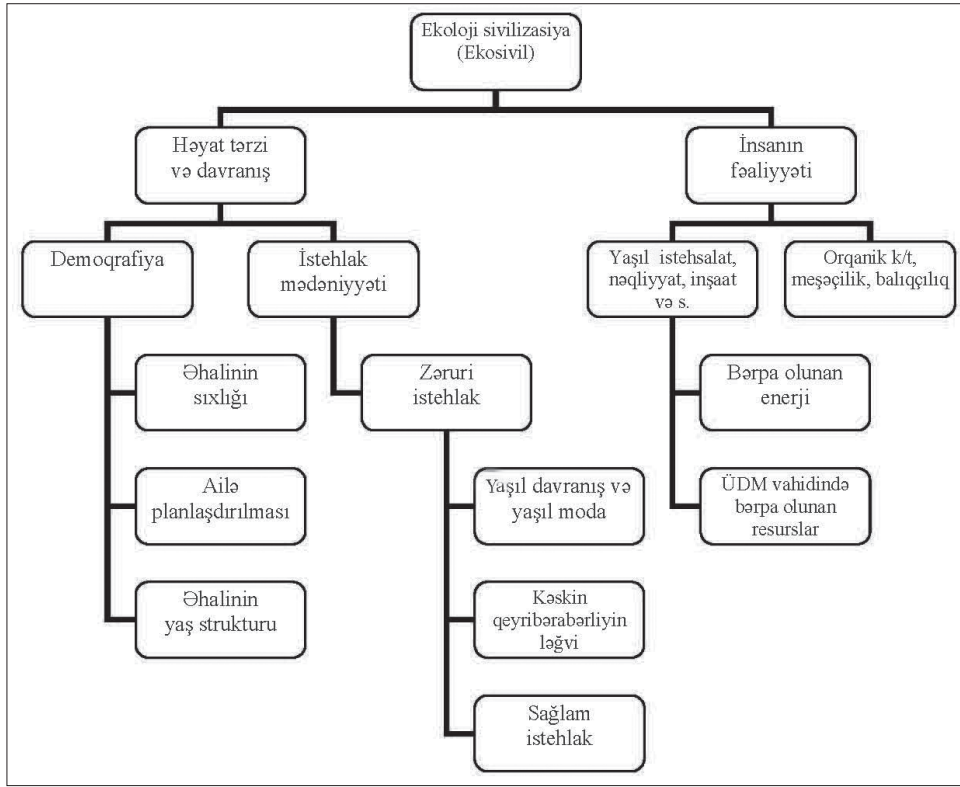 Ekoloji sivilizasiya
(Ekosivil)
Həyat tərzi
və davranış
İnsanın
fəaliyyəti
Demoqrafiya
İstehlak
mədəniyyəti
Yaşıl istehsalat,
nəqliyyat, inşaat
və s.
Orqanik k/t,
meşəçilik, balıqçılıq
Əhalinin
sıxlığı
Zəruri
istehlak
Bərpa olunan
enerji
Ailə
planlaşdırılması
Yaşıl davranış və
yaşıl moda
ÜDM vahidində
bərpa olunan
resurslar
Əhalinin
yaş strukturu
Kəskin
qeyribərabərliyin
ləğvi
Sağlam
istehlak